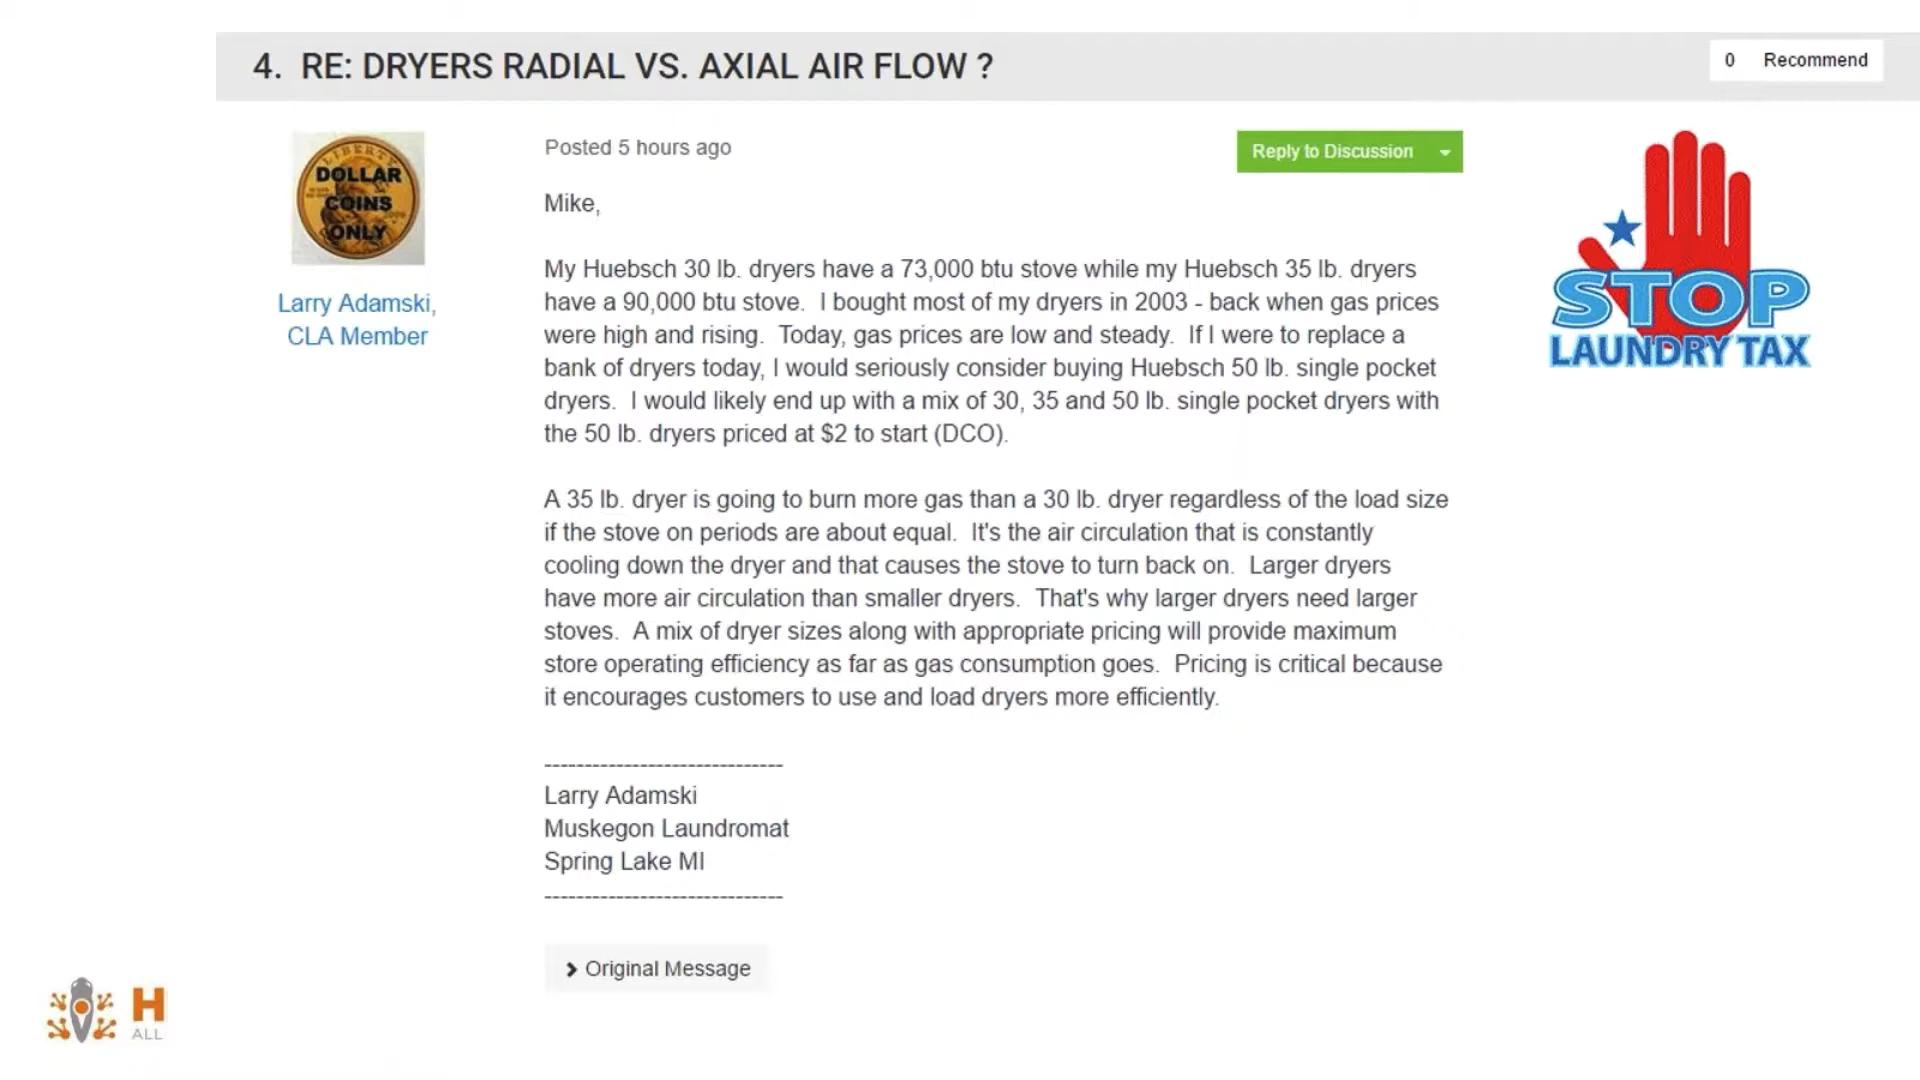 4. RE: DRYERS RADIAL VS. AXIAL AIR FLOW ?
0 Recommend
LIBERTY
DOLLAR
COINS
ONLY
Larry Adamski,
CLA Member
Posted 5 hours ago
Reply to Discussion
Mike,
My Huebsch 30 lb. dryers have a 73,000 btu stove while my Huebsch 35 lb. dryers
have a 90,000 btu stove.  I bought most of my dryers in 2003 - back when gas prices
were high and rising.  Today, gas prices are low and steady.  If I were to replace a
bank of dryers today, I would seriously consider buying Huebsch 50 lb. single pocket
dryers.  I would likely end up with a mix of 30, 35 and 50 lb. single pocket dryers with
the 50 lb. dryers priced at $2 to start (DCO).
A 35 lb. dryer is going to burn more gas than a 30 lb. dryer regardless of the load size
if the stove on periods are about equal.  It's the air circulation that is constantly
cooling down the dryer and that causes the stove to turn back on.  Larger dryers
have more air circulation than smaller dryers.  That's why larger dryers need larger
stoves.  A mix of dryer sizes along with appropriate pricing will provide maximum
store operating efficiency as far as gas consumption goes.  Pricing is critical because
it encourages customers to use and load dryers more efficiently.
------------------------------
Larry Adamski
Muskegon Laundromat
Spring Lake MI
------------------------------
Original Message
STOP
LAUNDRY TAX
H
ALL